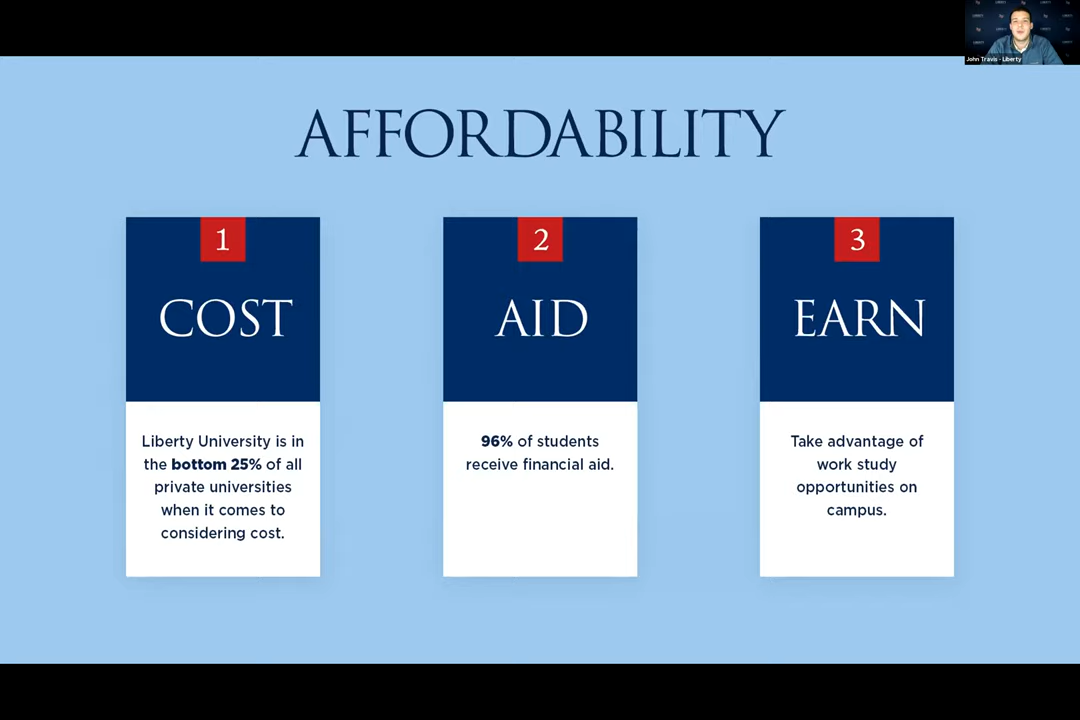 John Travis - Liberty
AFFORDABILITY
1
COST
Liberty University is in
the bottom 25% of all
private universities
when it comes to
considering cost.
2
AID
96% of students
receive financial aid.
3
EARN
Take advantage of
work study
opportunities on
campus.